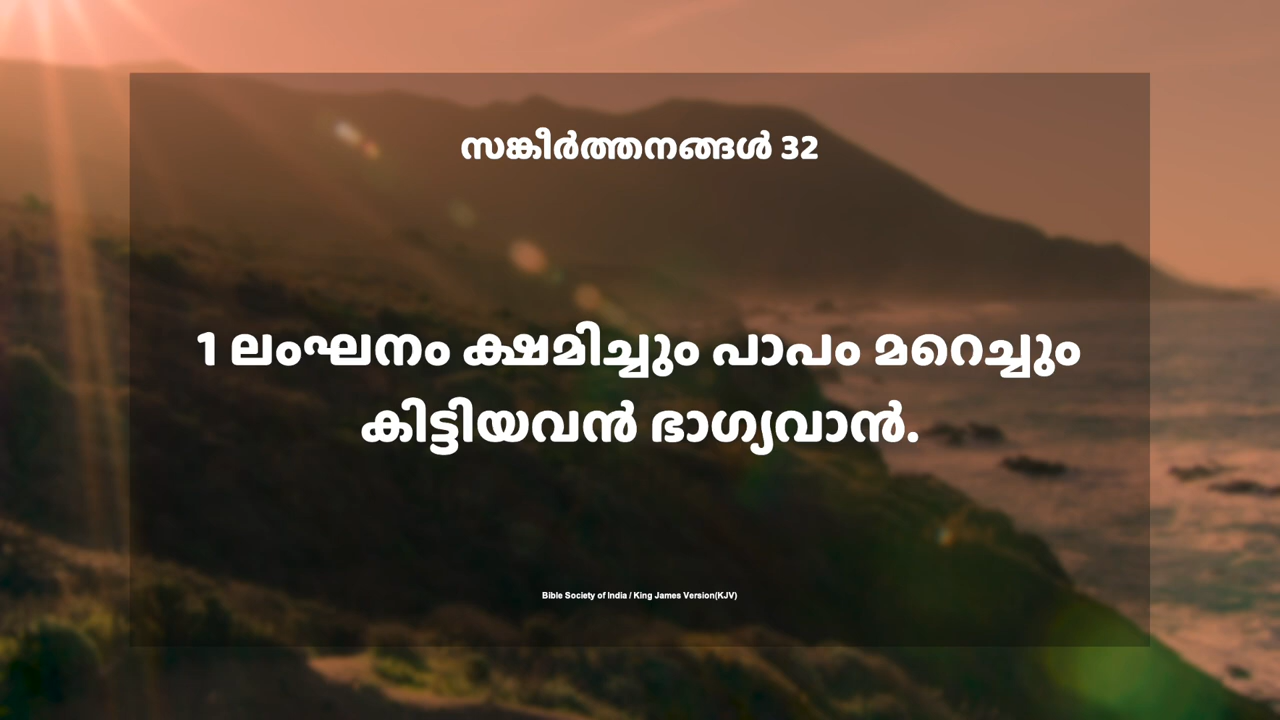 സങ്കീർത്തനങ്ങൾ 32
1 ലംഘനം ക്ഷമിച്ചും പാപം മറെച്ചും
കിട്ടിയവൻ ഭാഗ്യവാൻ.
Bible Society of India / King James Version(KJV)